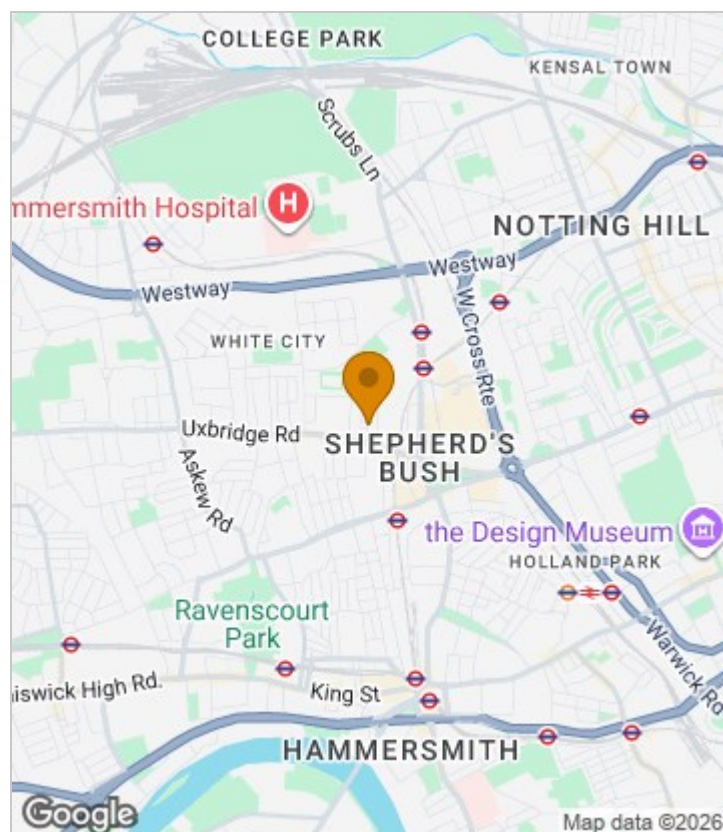 COLLEGE PARK
KENSAL TOWN
Scrubs Ln
mmersmith Hospital
H
NOTTING HILL
Westway
Westway
W Cross Rte
WHITE CITY
Uxbridge Rd
SHEPHERD'S
BUSH
Askew Rd
the Design Museum
HOLLAND PARK
Ravenscourt
Park
Warwick Rd
niswick High Rd.
King St
HAMMERSMITH
Google
Map data ©2026